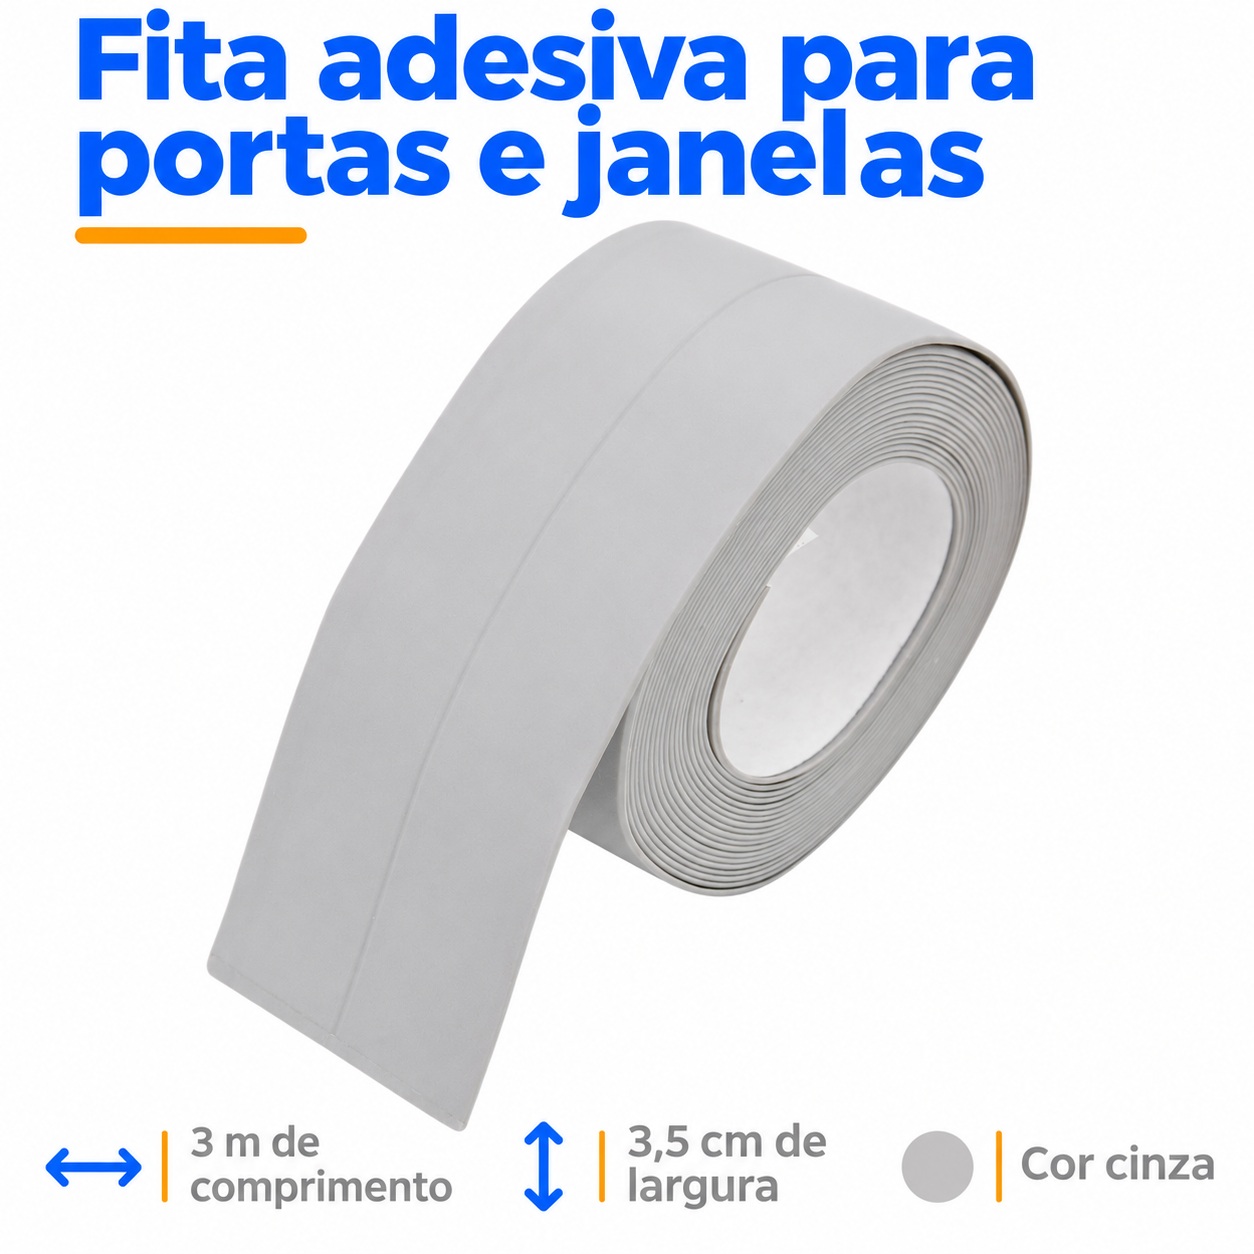 Fita adesiva para
portas e janelas
3 m de
comprimento
3,5 cm de
largura
Cor cinza